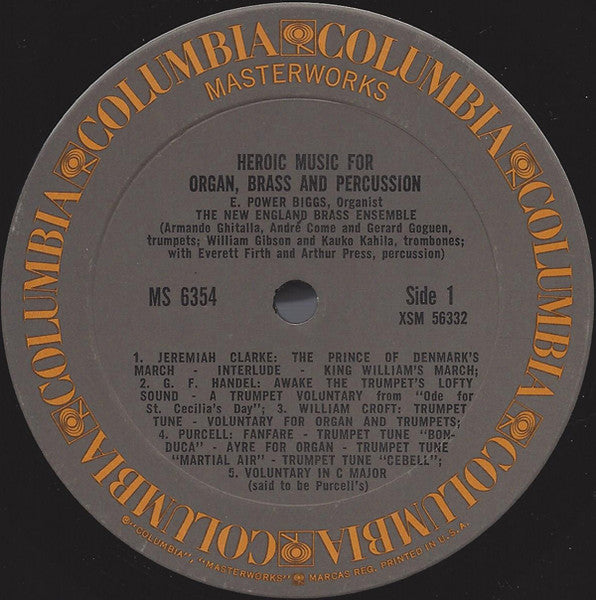 COLUMBIA COLUMBIA COLUMBIA COLUMBIA COLUMBIA COLUMBIA COLUMBIA COLUMBIA
MASTERWORKS
HEROIC MUSIC FOR
ORGAN, BRASS AND PERCUSSION
E. POWER BIGGS, Organist
THE NEW ENGLAND BRASS ENSEMBLE
(Armando Ghitalla, André Come and Gerard Goguen,
trumpets; William Gibson and Kauko Kahila, trombones;
with Everett Firth and Arthur Press, percussion)
MS 6354
Side 1
XSM 56332
1. JEREMIAH CLARKE: THE PRINCE OF DENMARK'S
MARCH - INTERLUDE - KING WILLIAM'S MARCH;
2. G. F. HANDEL: AWAKE THE TRUMPET'S LOFTY
SOUND - A TRUMPET VOLUNTARY from "Ode for
St. Cecilia's Day"; 3. WILLIAM CROFT: TRUMPET
TUNE - VOLUNTARY FOR ORGAN AND TRUMPETS;
4. PURCELL: FANFARE - TRUMPET TUNE "BON-
DUCA" - AYRE FOR ORGAN - TRUMPET TUNE
"MARTIAL AIR" - TRUMPET TUNE "CEBELL";
5. VOLUNTARY IN C MAJOR
(said to be Purcell's)
®"COLUMBIA", "MASTERWORKS" MARCAS REG. PRINTED IN U.S.A.